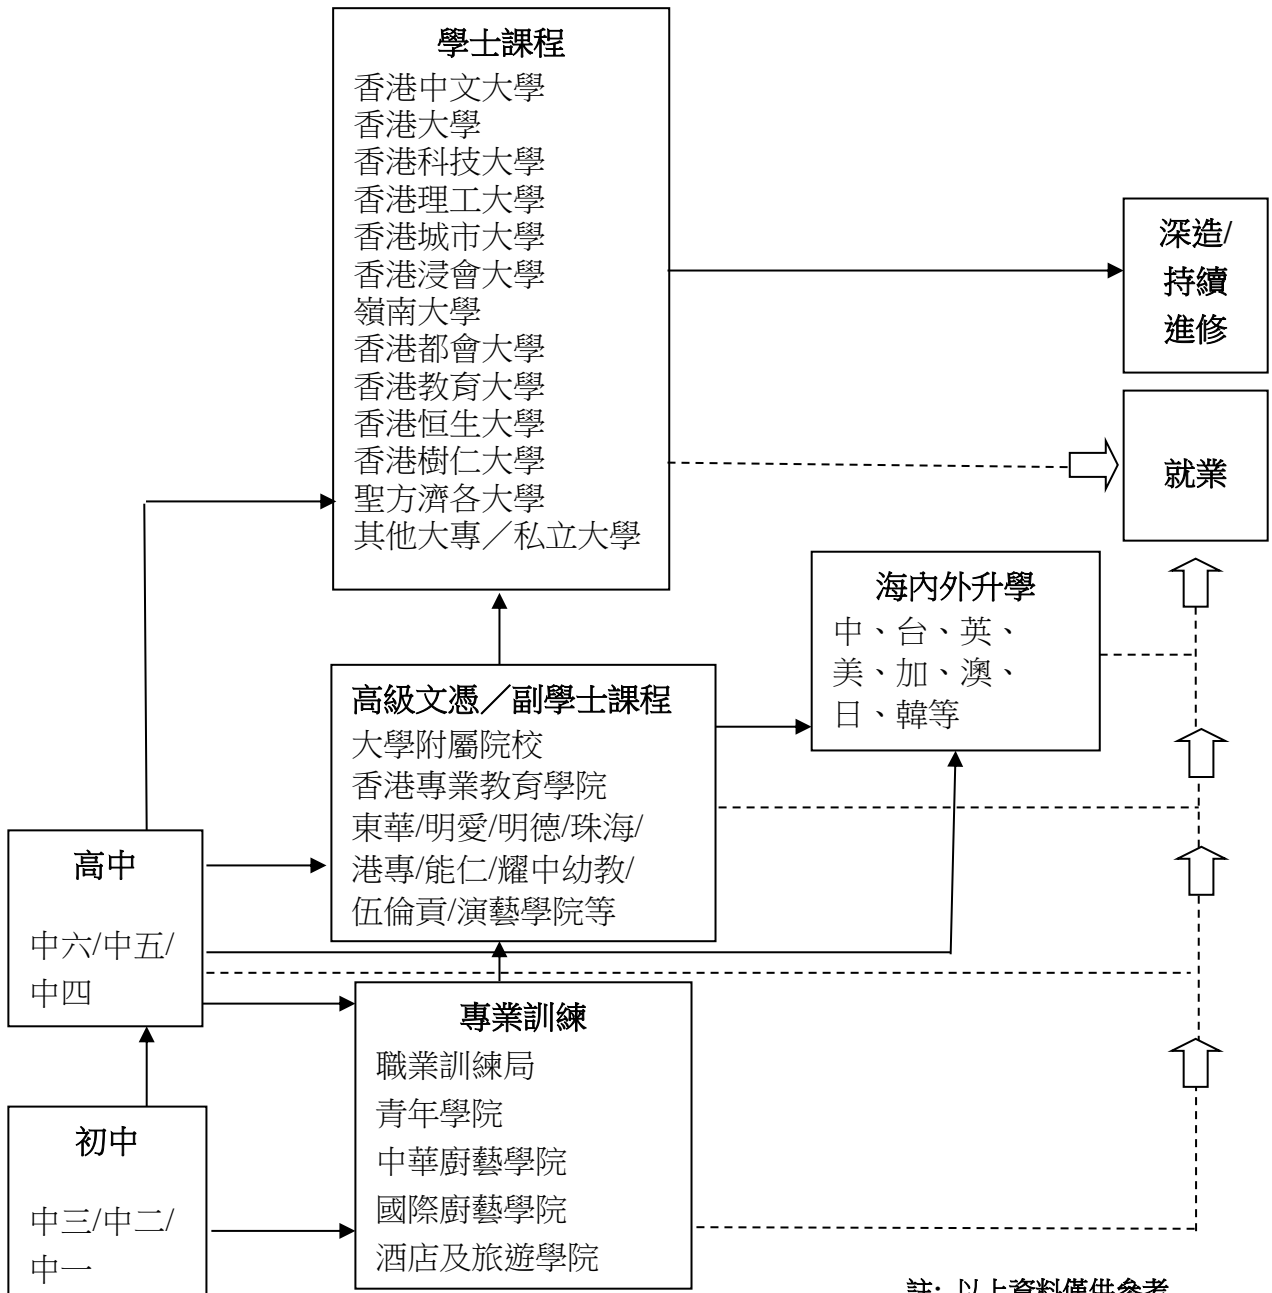 學士課程
香港中文大學
香港大學
香港科技大學
香港理工大學
香港城市大學
香港浸會大學
嶺南大學
香港都會大學
香港教育大學
香港恒生大學
香港樹仁大學
聖方濟各大學
其他大專／私立大學
深造/
持續
進修
就業
海內外升學
中、台、英、
美、加、澳、
日、韓等
高級文憑／副學士課程
大學附屬院校
香港專業教育學院
東華/明愛/明德/珠海/
港專/能仁/耀中幼教/
伍倫貢/演藝學院等
高中
中六/中五/
中四
專業訓練
職業訓練局
青年學院
中華廚藝學院
國際廚藝學院
酒店及旅遊學院
初中
中三/中二/
中一
註: 以上資料僅供參考